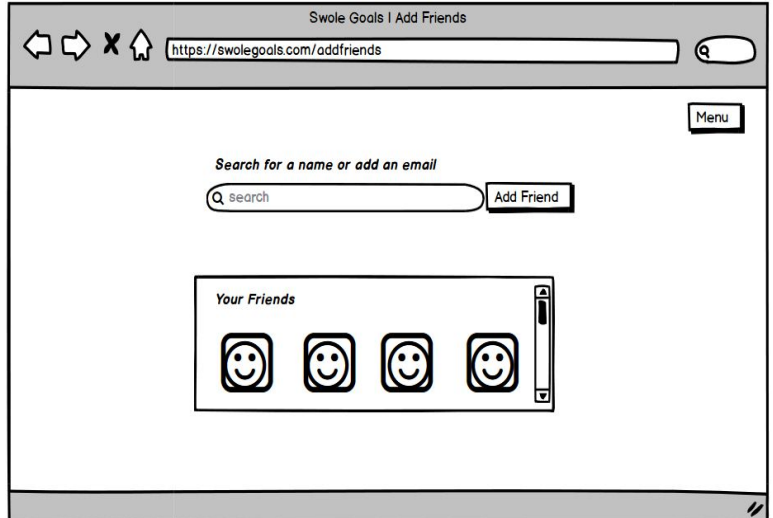 Swole Goals | Add Friends
https://swolegoals.com/addfriends
Menu
Search for a name or add an email
search
Add Friend
Your Friends